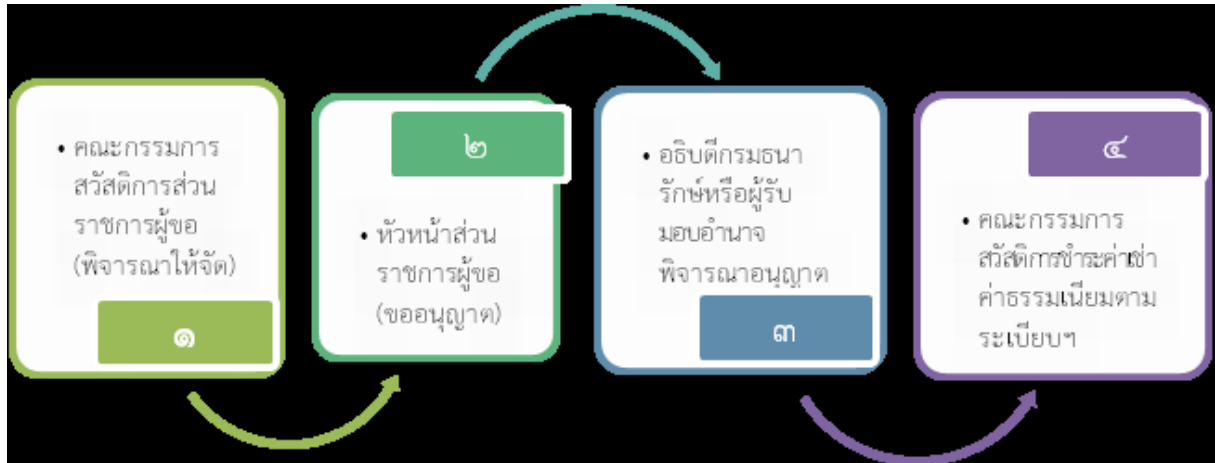 • คณะกรรมการ
สวัสดิการส่วน
ราชการผู้ขอ
(พิจารณาให้จัด)
๑
๒
• หัวหน้าส่วน
ราชการผู้ขอ
(ขออนุญาต)
• อธิบดีกรมธนา
รักษ์หรือผู้รับ
มอบอำนาจ
พิจารณาอนุญาต
๓
๔
• คณะกรรมการ
สวัสดิการชำระค่าเช่า
ค่าธรรมเนียมตาม
ระเบียบฯ